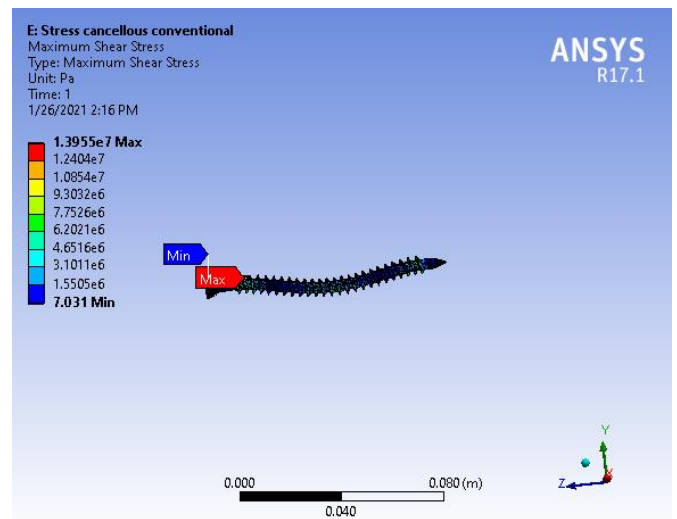 E: Stress cancellous conventional
Maximum Shear Stress
Type: Maximum Shear Stress
Unit: Pa
Time: 1
1/26/2021 2:16 PM
ANSYS
R17.1
1.3955e7 Max
1.2404e7
1.0854e7
9.3032e6
7.7526e6
6.2021e6
4.6516e6
3.1011e6
1.5505e6
7.031 Min
Min
Max
Y
Z
X
0.000
0.080 (m)
0.040